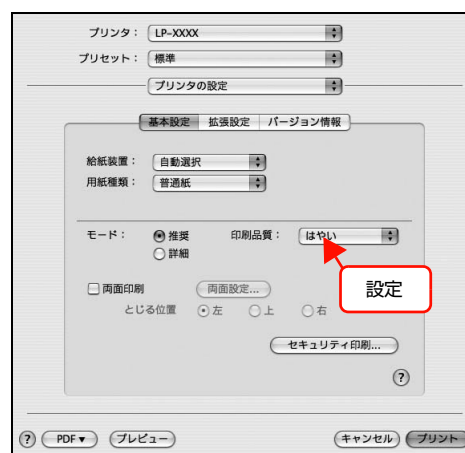 プリンタ： LP-XXXX
プリセット： 標準
プリンタの設定
基本設定 拡張設定 バージョン情報
給紙装置： 自動選択
用紙種類： 普通紙
モード： 推奨 印刷品質： はやい
詳細
設定
両面印刷 両面設定...
とじる位置 左 上 右
セキュリティ印刷...
?
? PDF▼ プレビュー キャンセル プリント